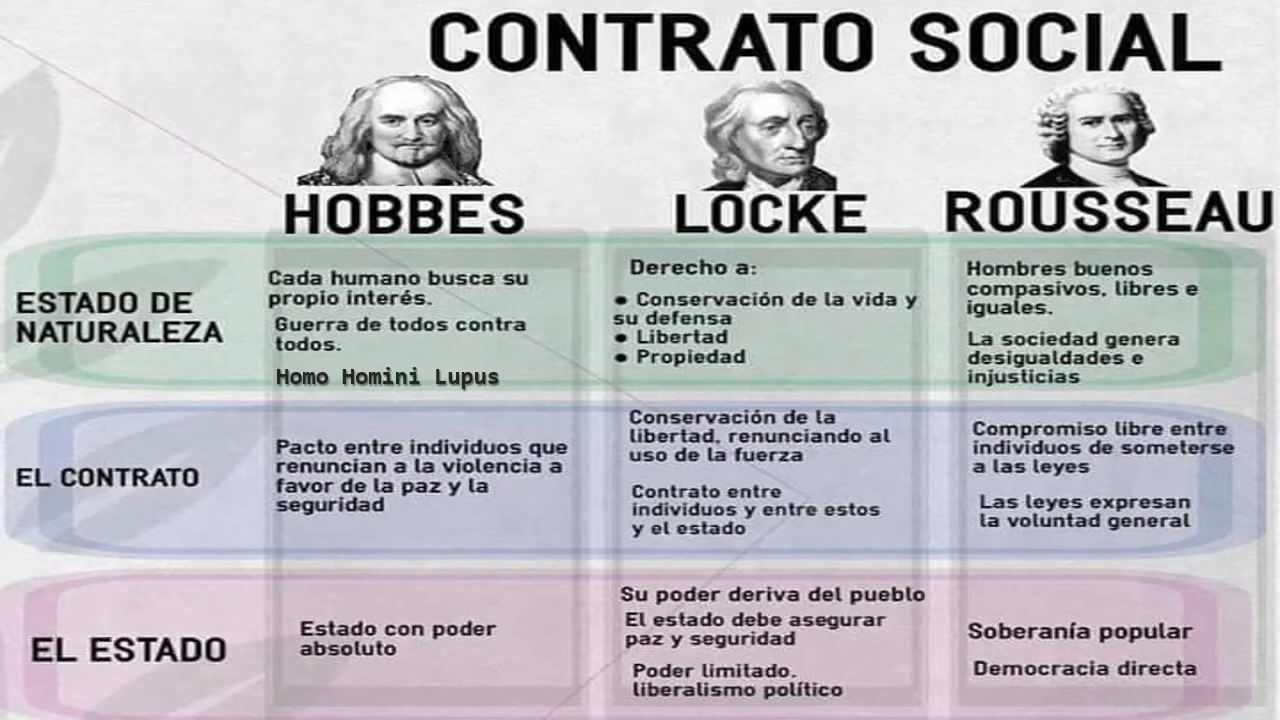 CONTRATO SOCIAL
HOBBES
LOCKE
ROUSSEAU
ESTADO DE
NATURALEZA
Cada humano busca su
propio interés.
Guerra de todos contra
todos.
Homo Homini Lupus
Derecho a:
• Conservación de la vida y
su defensa
• Libertad
• Propiedad
Hombres buenos
compasivos, libres e
iguales.
La sociedad genera
desigualdades e
injusticias
EL CONTRATO
Pacto entre individuos que
renuncian a la violencia a
favor de la paz y la
seguridad
Conservación de la
libertad, renunciando al
uso de la fuerza
Contrato entre
individuos y entre estos
y el estado
Compromiso libre entre
individuos de someterse
a las leyes
Las leyes expresan
la voluntad general
EL ESTADO
Estado con poder
absoluto
Su poder deriva del pueblo
El estado debe asegurar
paz y seguridad
Poder limitado.
liberalismo político
Soberanía popular
Democracia directa